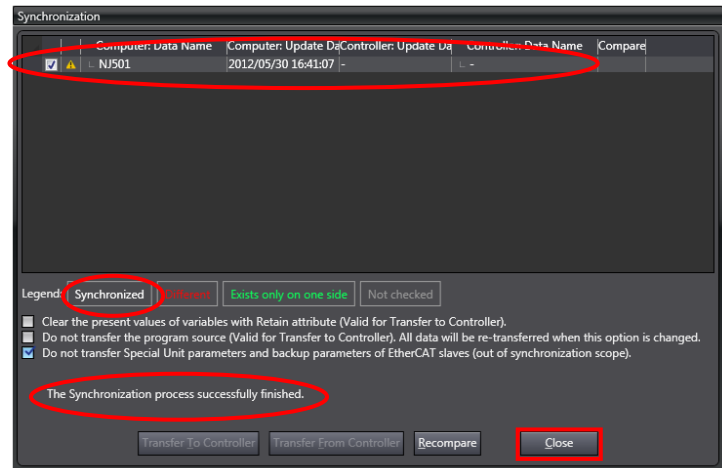 Synchronization
Computer: Data Name Computer: Update Da Controller: Update Da Controller: Data Name Compare
NJ501 2012/05/30 16:41:07 - -
Legend: Synchronized Different Exists only on one side Not checked
Clear the present values of variables with Retain attribute (Valid for Transfer to Controller).
Do not transfer the program source (Valid for Transfer to Controller). All data will be re-transferred when this option is changed.
Do not transfer Special Unit parameters and backup parameters of EtherCAT slaves (out of synchronization scope).
The Synchronization process successfully finished.
Transfer To Controller Transfer From Controller Recompare Close